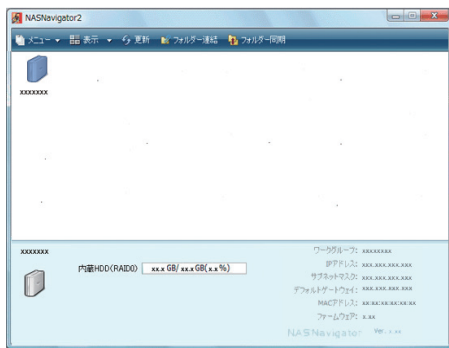 NASNavigator2
メニュー 表示 更新 フォルダー連結 フォルダー同期
xxxxxxx
xxxxxxx
内蔵HDD(RAID0) xx.x GB/ xx.x GB(x.x %)
ワークグループ: xxxxxxxx
IPアドレス: xxx.xxx.xxx.xxx
サブネットマスク: xxx.xxx.xxx.xxx
デフォルトゲートウェイ: xxx.xxx.xxx.xxx
MACアドレス: xx:xx:xx:xx:xx:xx
ファームウェア: x.xx
NAS Navigator Ver. x.xx